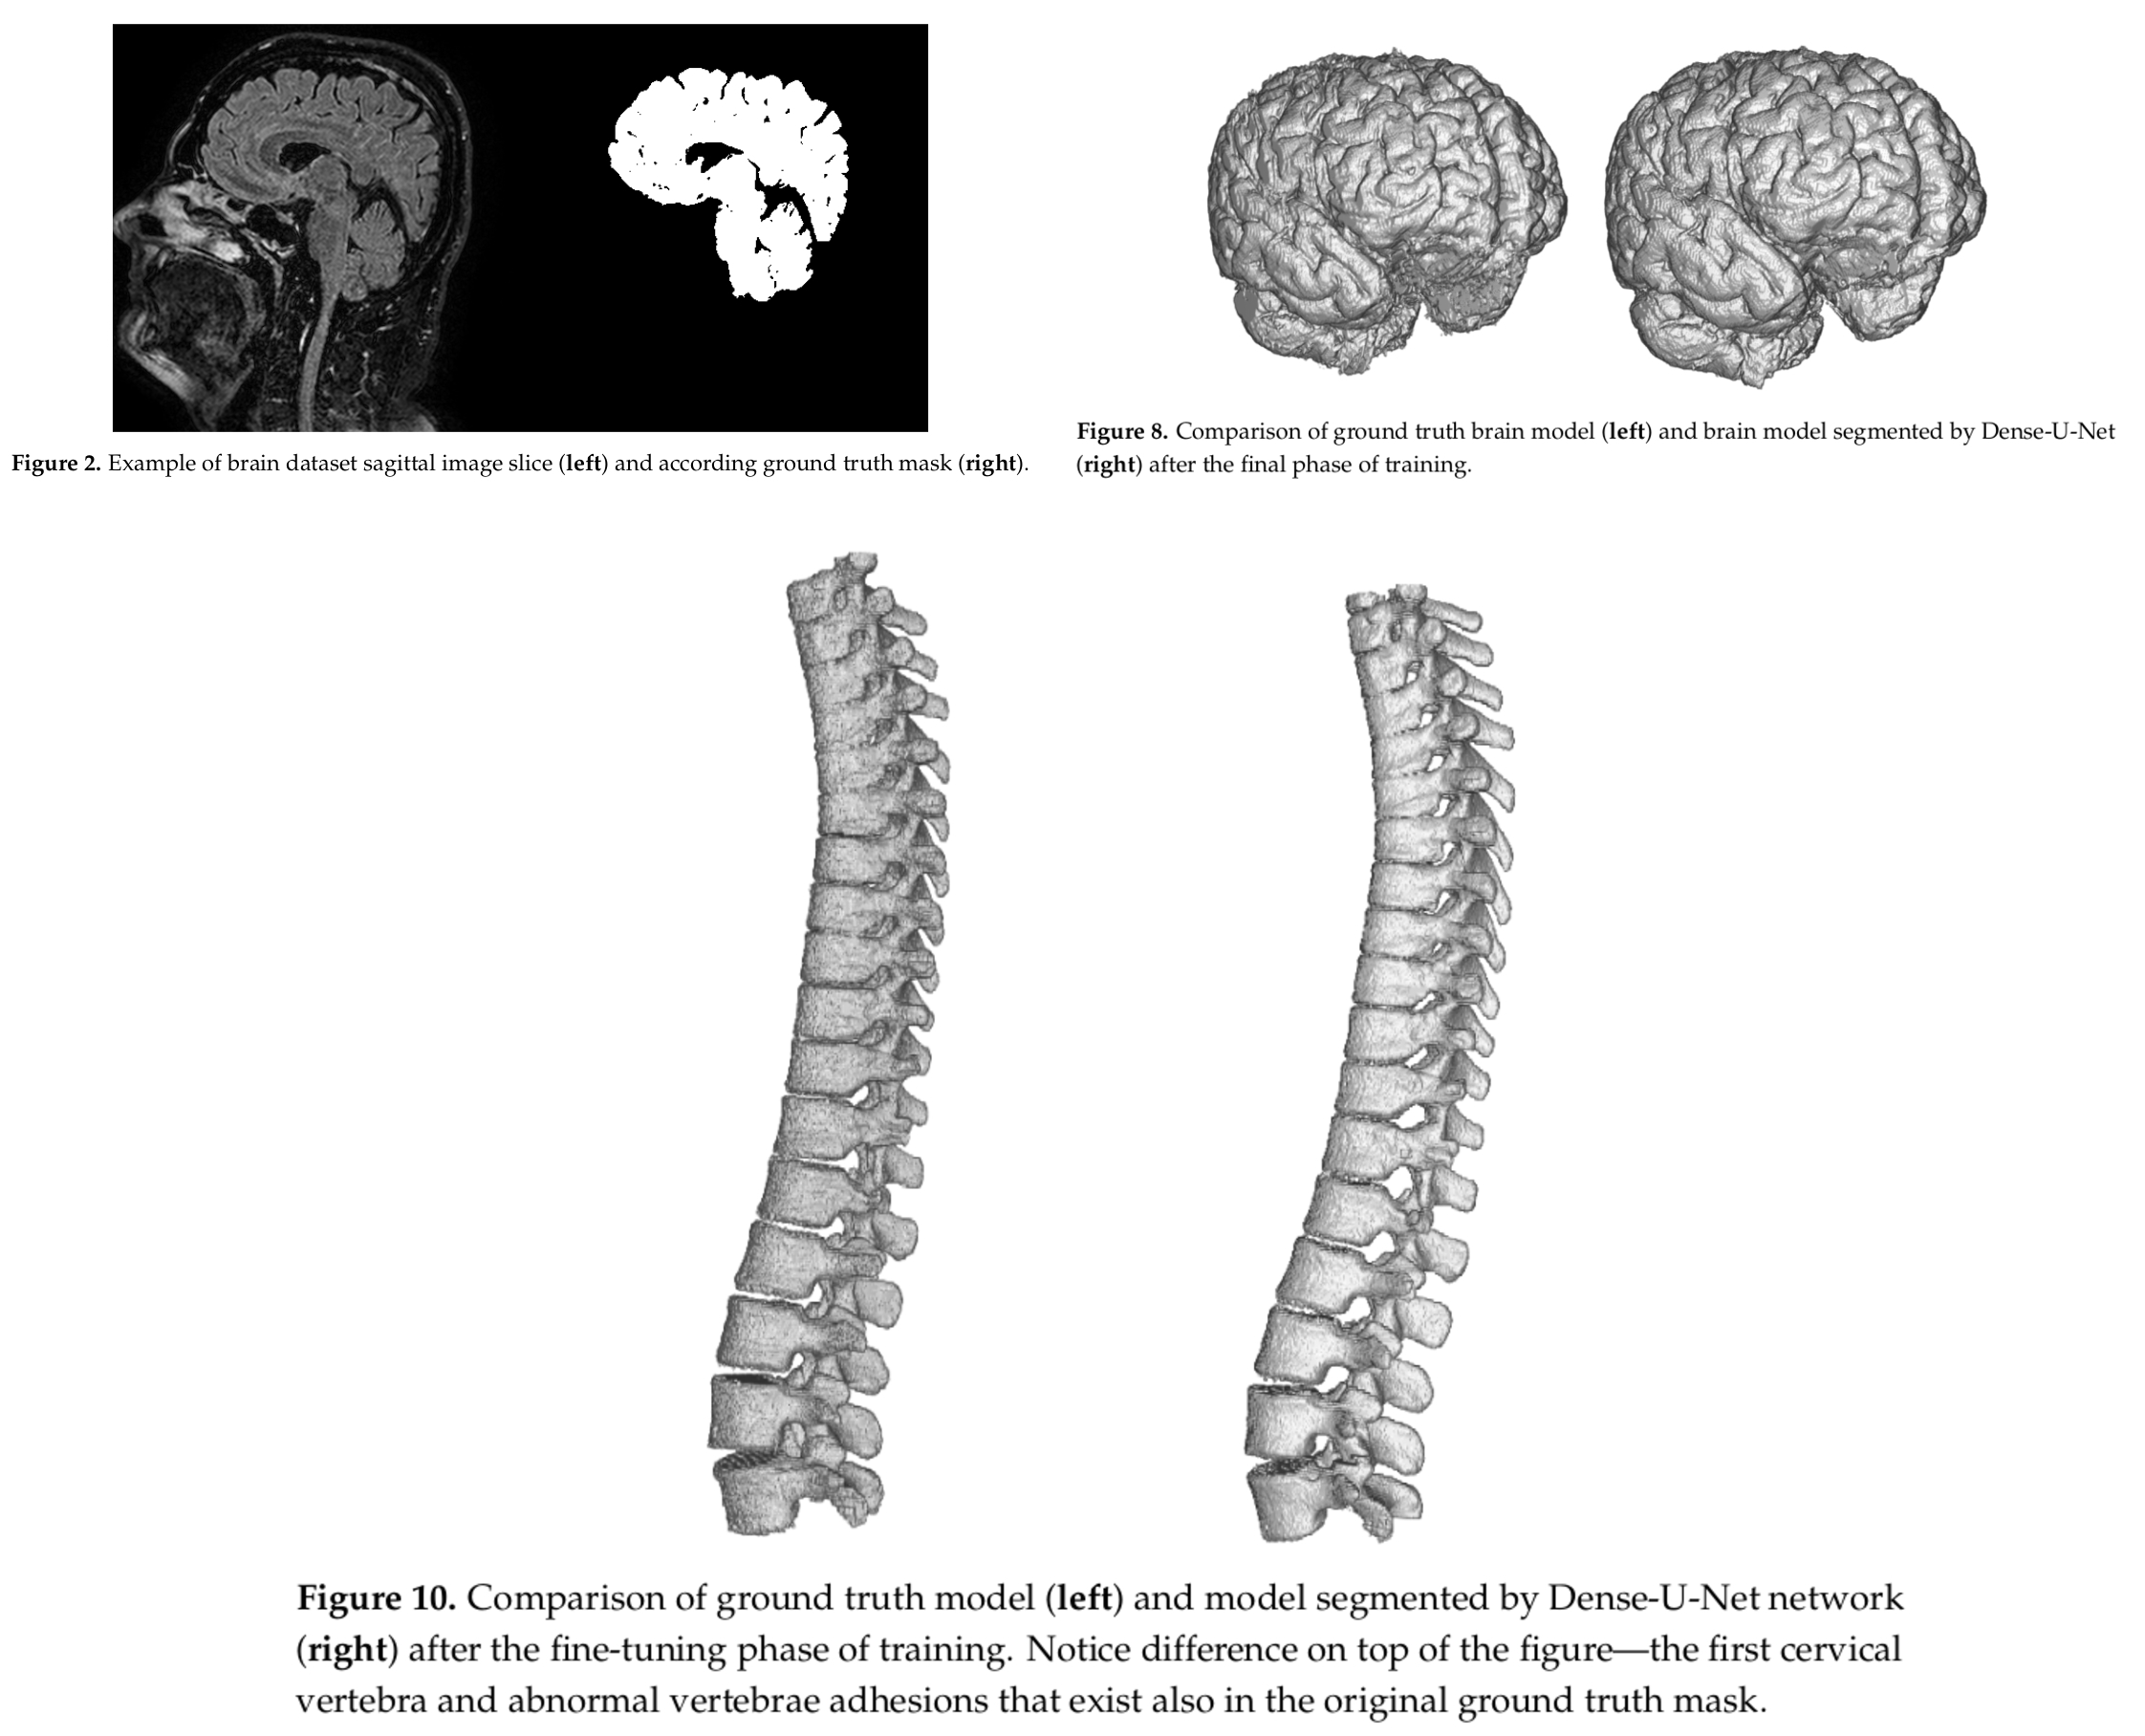 Figure 2. Example of brain dataset sagittal image slice (left) and according ground truth mask (right).
Figure 8. Comparison of ground truth brain model (left) and brain model segmented by Dense-U-Net
(right) after the final phase of training.
Figure 10. Comparison of ground truth model (left) and model segmented by Dense-U-Net network
(right) after the fine-tuning phase of training. Notice difference on top of the figure—the first cervical
vertebra and abnormal vertebrae adhesions that exist also in the original ground truth mask.